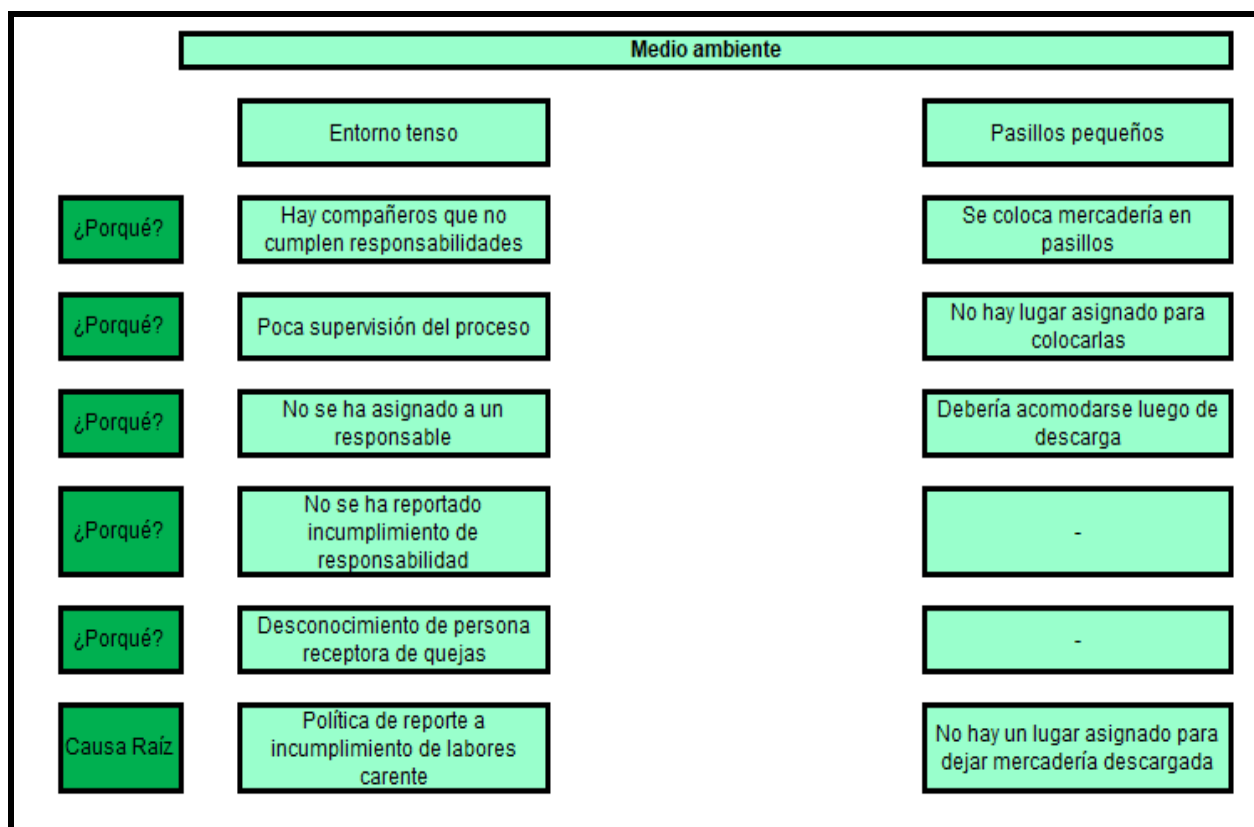 Medio ambiente
Entorno tenso
Pasillos pequeños
¿Porqué?
Hay compañeros que no
cumplen responsabilidades
Se coloca mercadería en
pasillos
¿Porqué?
Poca supervisión del proceso
No hay lugar asignado para
colocarlas
¿Porqué?
No se ha asignado a un
responsable
Debería acomodarse luego de
descarga
¿Porqué?
No se ha reportado
incumplimiento de
responsabilidad
-
¿Porqué?
Desconocimiento de persona
receptora de quejas
-
Causa Raíz
Política de reporte a
incumplimiento de labores
carente
No hay un lugar asignado para
dejar mercadería descargada